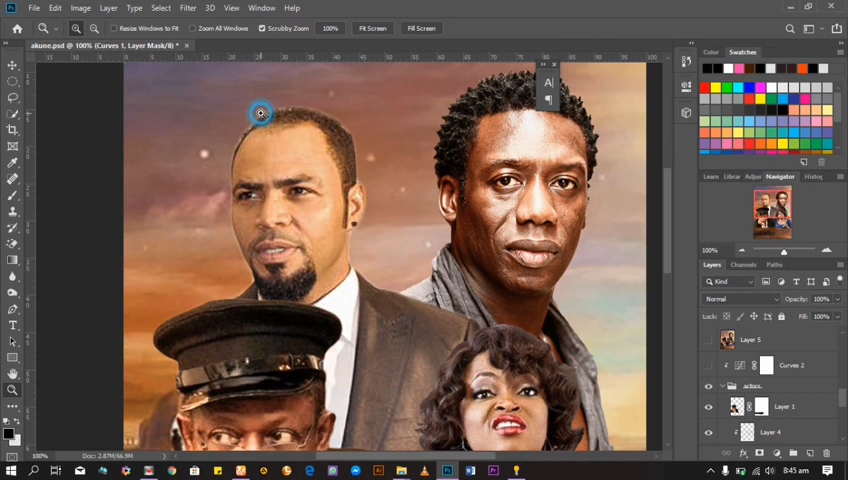 File Edit Image Layer Type Select Filter 3D View Window Help
Resize Windows to Fit Zoom All Windows Scrubby Zoom 100% Fit Screen Fill Screen
akune.psd @ 100% (Curves 1, Layer Mask/8) *
Color Swatches
Learn Librar Adjus Navigator Histog
100%
Layers Channels Paths
Kind
Normal Opacity: 100%
Lock: Fill: 100%
Layer 5
Curves 2
actors
Layer 1
Layer 4
100% Doc: 2.87M/66.9M
8:45 am